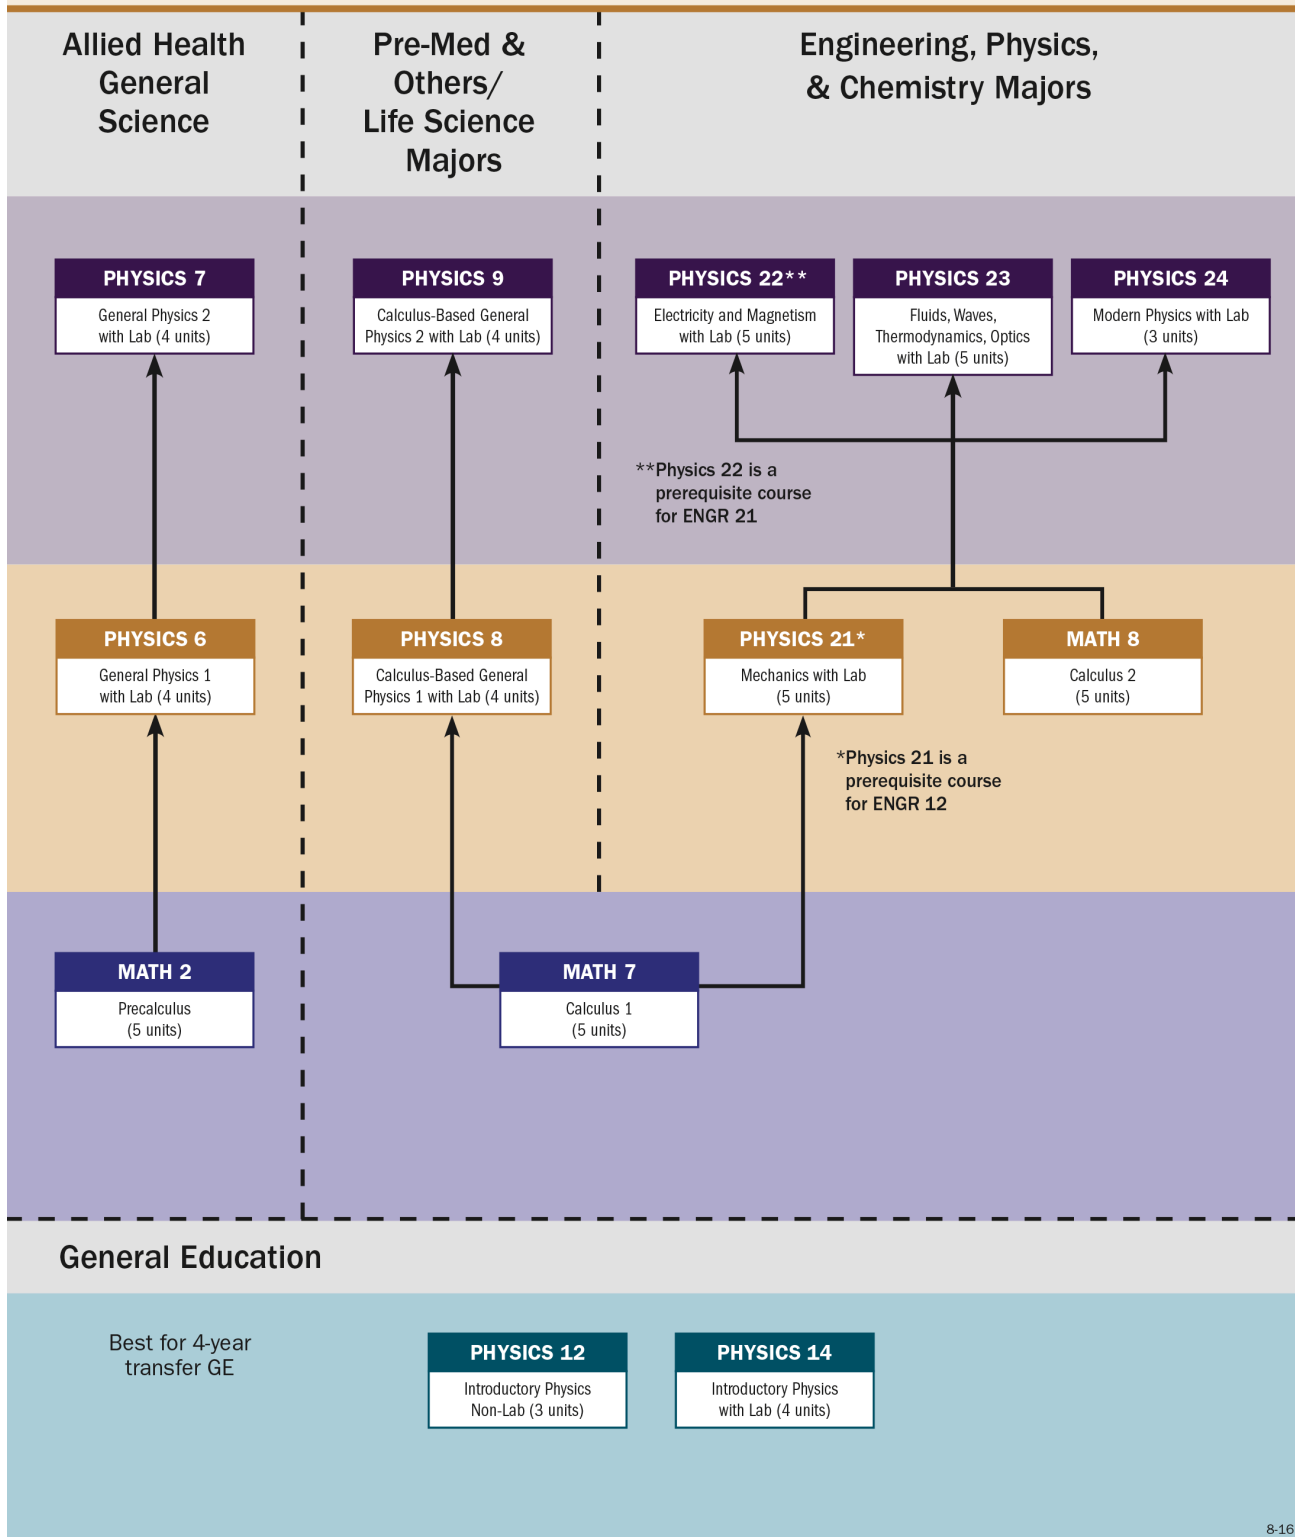 Allied Health
General
Science
Pre-Med &
Others/
Life Science
Majors
Engineering, Physics,
& Chemistry Majors
PHYSICS 7
General Physics 2
with Lab (4 units)
PHYSICS 9
Calculus-Based General
Physics 2 with Lab (4 units)
PHYSICS 22**
Electricity and Magnetism
with Lab (5 units)
PHYSICS 23
Fluids, Waves,
Thermodynamics, Optics
with Lab (5 units)
PHYSICS 24
Modern Physics with Lab
(3 units)
**Physics 22 is a
prerequisite course
for ENGR 21
PHYSICS 6
General Physics 1
with Lab (4 units)
PHYSICS 8
Calculus-Based General
Physics 1 with Lab (4 units)
PHYSICS 21*
Mechanics with Lab
(5 units)
MATH 8
Calculus 2
(5 units)
*Physics 21 is a
prerequisite course
for ENGR 12
MATH 2
Precalculus
(5 units)
MATH 7
Calculus 1
(5 units)
General Education
Best for 4-year
transfer GE
PHYSICS 12
Introductory Physics
Non-Lab (3 units)
PHYSICS 14
Introductory Physics
with Lab (4 units)
8-16